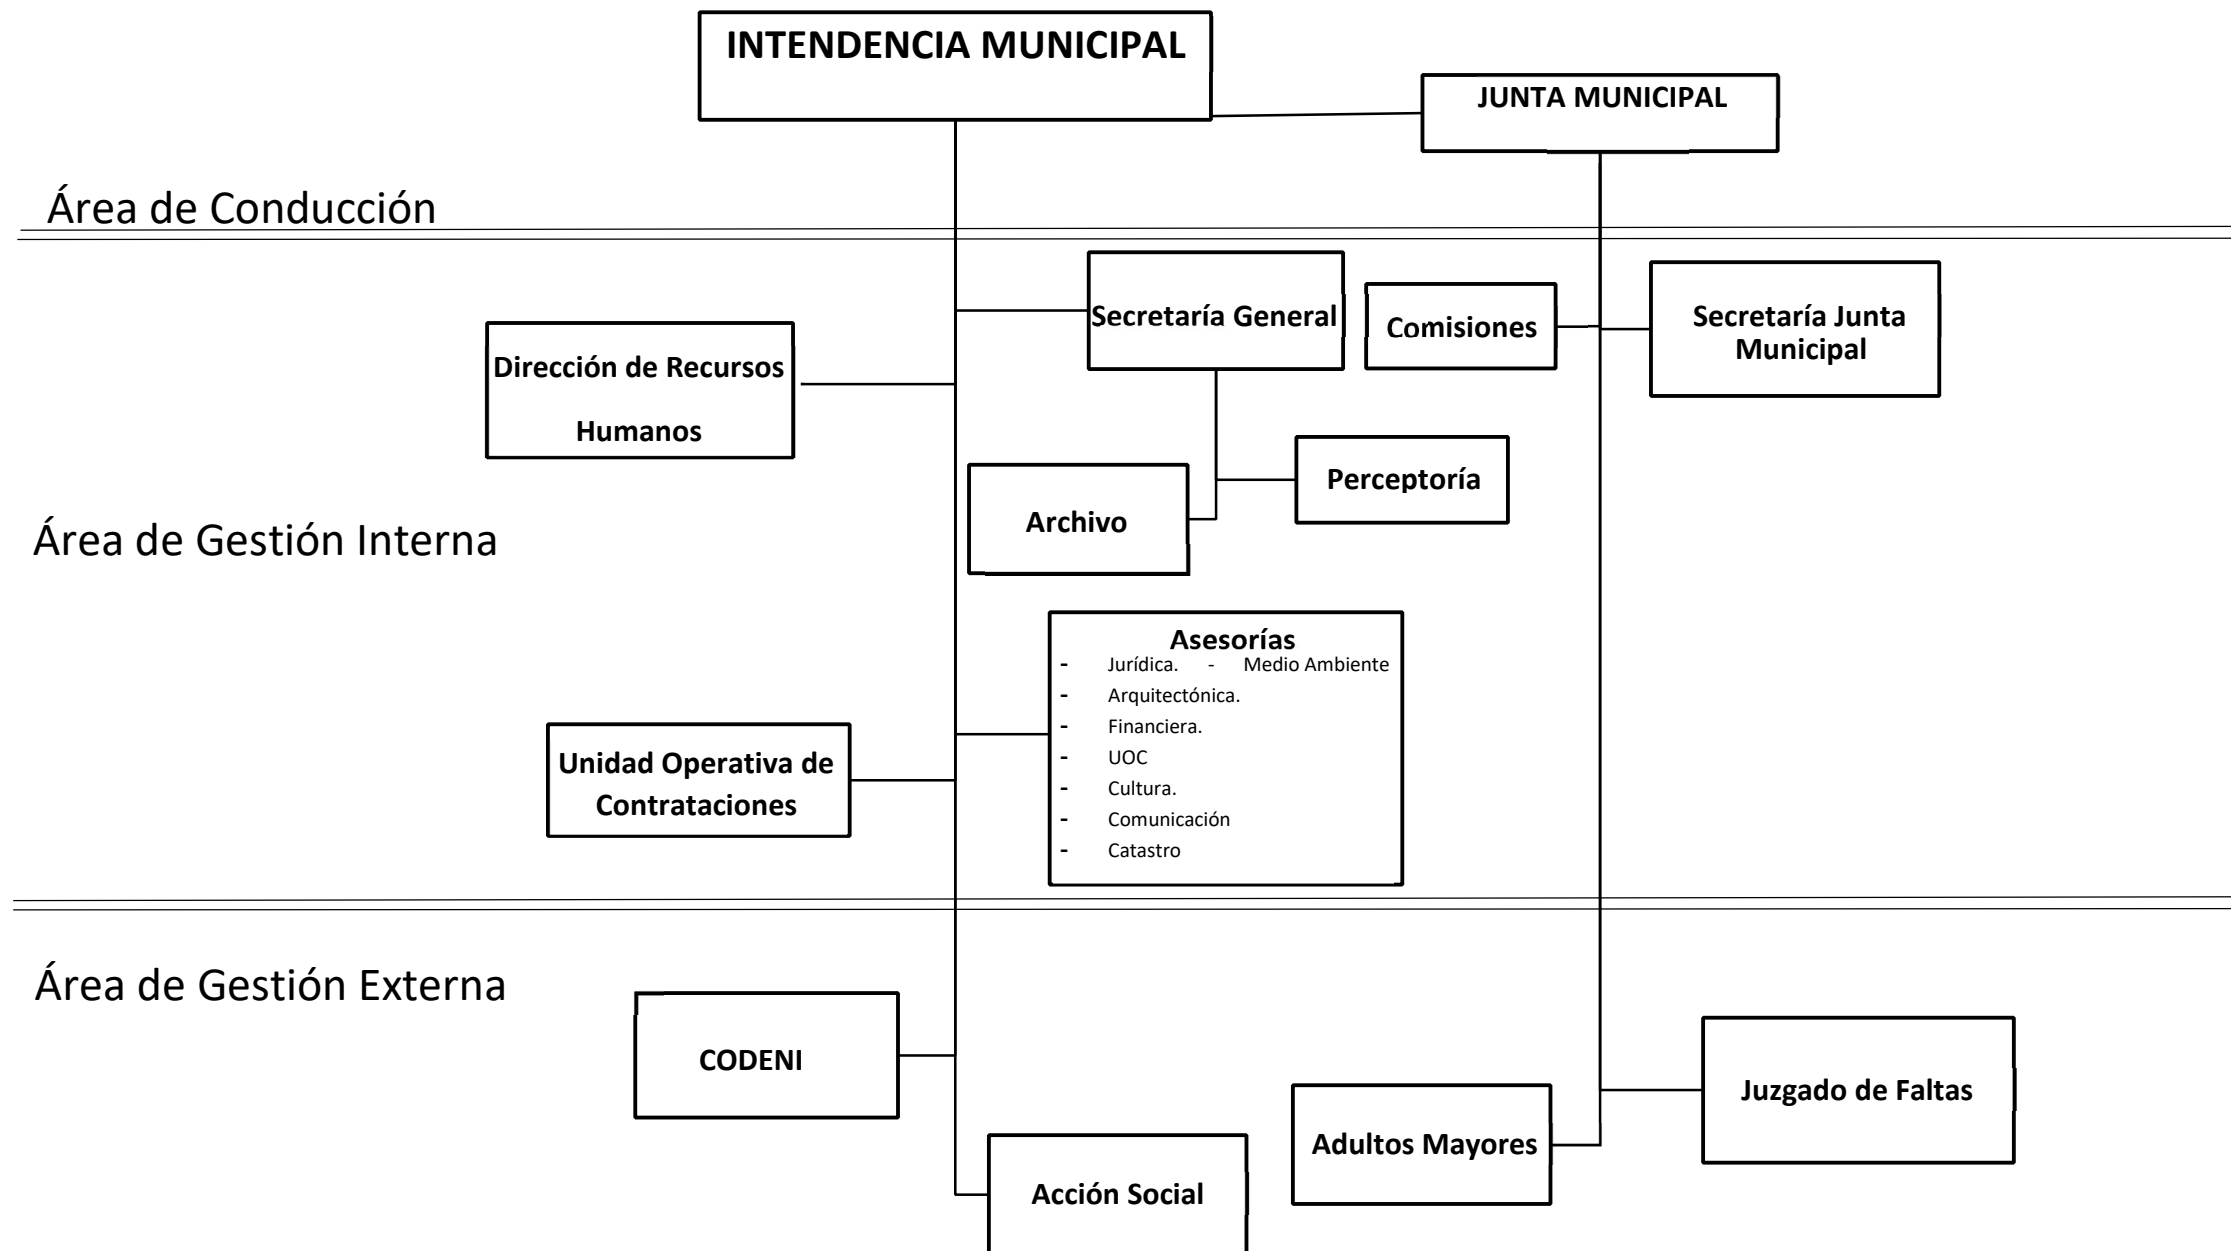 INTENDENCIA MUNICIPAL
JUNTA MUNICIPAL
Área de Conducción
Secretaría General
Comisiones
Secretaría Junta
Municipal
Dirección de Recursos
Humanos
Perceptoría
Archivo
Área de Gestión Interna
Asesorías
- Jurídica. - Medio Ambiente
- Arquitectónica.
- Financiera.
- UOC
- Cultura.
- Comunicación
- Catastro
Unidad Operativa de
Contrataciones
Área de Gestión Externa
CODENI
Juzgado de Faltas
Adultos Mayores
Acción Social